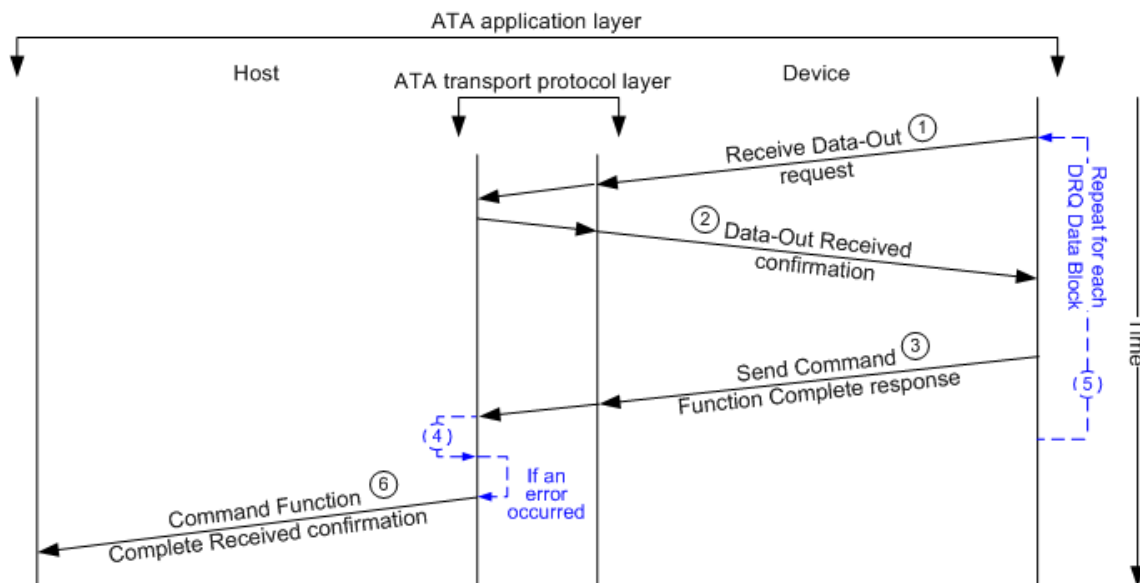 ATA application layer
Host
Device
ATA transport protocol layer
Receive Data-Out 1
request
2 Data-Out Received
confirmation
Repeat for each
DRQ Data Block
Time
Send Command 3
Function Complete response
(5)
(4)
If an
error
occurred
Command Function 6
Complete Received confirmation